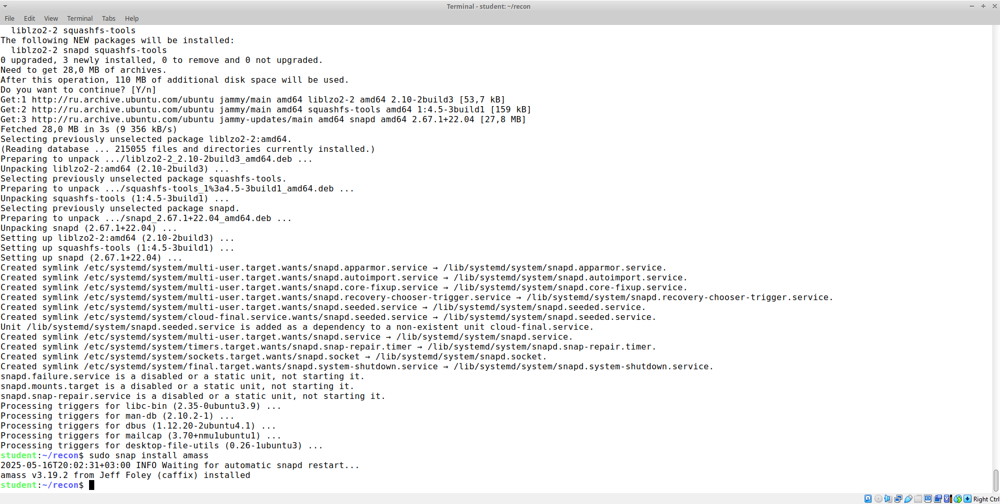 Terminal - student: ~/recon
File Edit View Terminal Tabs Help
  liblzo2-2 squashfs-tools
The following NEW packages will be installed:
  liblzo2-2 snapd squashfs-tools
0 upgraded, 3 newly installed, 0 to remove and 0 not upgraded.
Need to get 28,0 MB of archives.
After this operation, 110 MB of additional disk space will be used.
Do you want to continue? [Y/n]
Get:1 http://ru.archive.ubuntu.com/ubuntu jammy/main amd64 liblzo2-2 amd64 2.10-2build3 [53,7 kB]
Get:2 http://ru.archive.ubuntu.com/ubuntu jammy/main amd64 squashfs-tools amd64 1:4.5-3build1 [159 kB]
Get:3 http://ru.archive.ubuntu.com/ubuntu jammy-updates/main amd64 snapd amd64 2.67.1+22.04 [27,8 MB]
Fetched 28,0 MB in 3s (9 356 kB/s)
Selecting previously unselected package liblzo2-2:amd64.
(Reading database ... 215055 files and directories currently installed.)
Preparing to unpack .../liblzo2-2_2.10-2build3_amd64.deb ...
Unpacking liblzo2-2:amd64 (2.10-2build3) ...
Selecting previously unselected package squashfs-tools.
Preparing to unpack .../squashfs-tools_1%3a4.5-3build1_amd64.deb ...
Unpacking squashfs-tools (1:4.5-3build1) ...
Selecting previously unselected package snapd.
Preparing to unpack .../snapd_2.67.1+22.04_amd64.deb ...
Unpacking snapd (2.67.1+22.04) ...
Setting up liblzo2-2:amd64 (2.10-2build3) ...
Setting up squashfs-tools (1:4.5-3build1) ...
Setting up snapd (2.67.1+22.04) ...
Created symlink /etc/systemd/system/multi-user.target.wants/snapd.apparmor.service → /lib/systemd/system/snapd.apparmor.service.
Created symlink /etc/systemd/system/multi-user.target.wants/snapd.autoimport.service → /lib/systemd/system/snapd.autoimport.service.
Created symlink /etc/systemd/system/multi-user.target.wants/snapd.core-fixup.service → /lib/systemd/system/snapd.core-fixup.service.
Created symlink /etc/systemd/system/multi-user.target.wants/snapd.recovery-chooser-trigger.service → /lib/systemd/system/snapd.recovery-chooser-trigger.service.
Created symlink /etc/systemd/system/multi-user.target.wants/snapd.seeded.service → /lib/systemd/system/snapd.seeded.service.
Created symlink /etc/systemd/system/cloud-final.service.wants/snapd.seeded.service → /lib/systemd/system/snapd.seeded.service.
Unit /lib/systemd/system/snapd.seeded.service is added as a dependency to a non-existent unit cloud-final.service.
Created symlink /etc/systemd/system/multi-user.target.wants/snapd.service → /lib/systemd/system/snapd.service.
Created symlink /etc/systemd/system/timers.target.wants/snapd.snap-repair.timer → /lib/systemd/system/snapd.snap-repair.timer.
Created symlink /etc/systemd/system/sockets.target.wants/snapd.socket → /lib/systemd/system/snapd.socket.
Created symlink /etc/systemd/system/final.target.wants/snapd.system-shutdown.service → /lib/systemd/system/snapd.system-shutdown.service.
snapd.failure.service is a disabled or a static unit, not starting it.
snapd.mounts.target is a disabled or a static unit, not starting it.
snapd.snap-repair.service is a disabled or a static unit, not starting it.
Processing triggers for libc-bin (2.35-0ubuntu3.9) ...
Processing triggers for man-db (2.10.2-1) ...
Processing triggers for dbus (1.12.20-2ubuntu4.1) ...
Processing triggers for mailcap (3.70+nmu1ubuntu1) ...
Processing triggers for desktop-file-utils (0.26-1ubuntu3) ...
student:~/recon$ sudo snap install amass
2025-05-16T20:02:31+03:00 INFO Waiting for automatic snapd restart...
amass v3.19.2 from Jeff Foley (caffix) installed
student:~/recon$
Right Ctrl